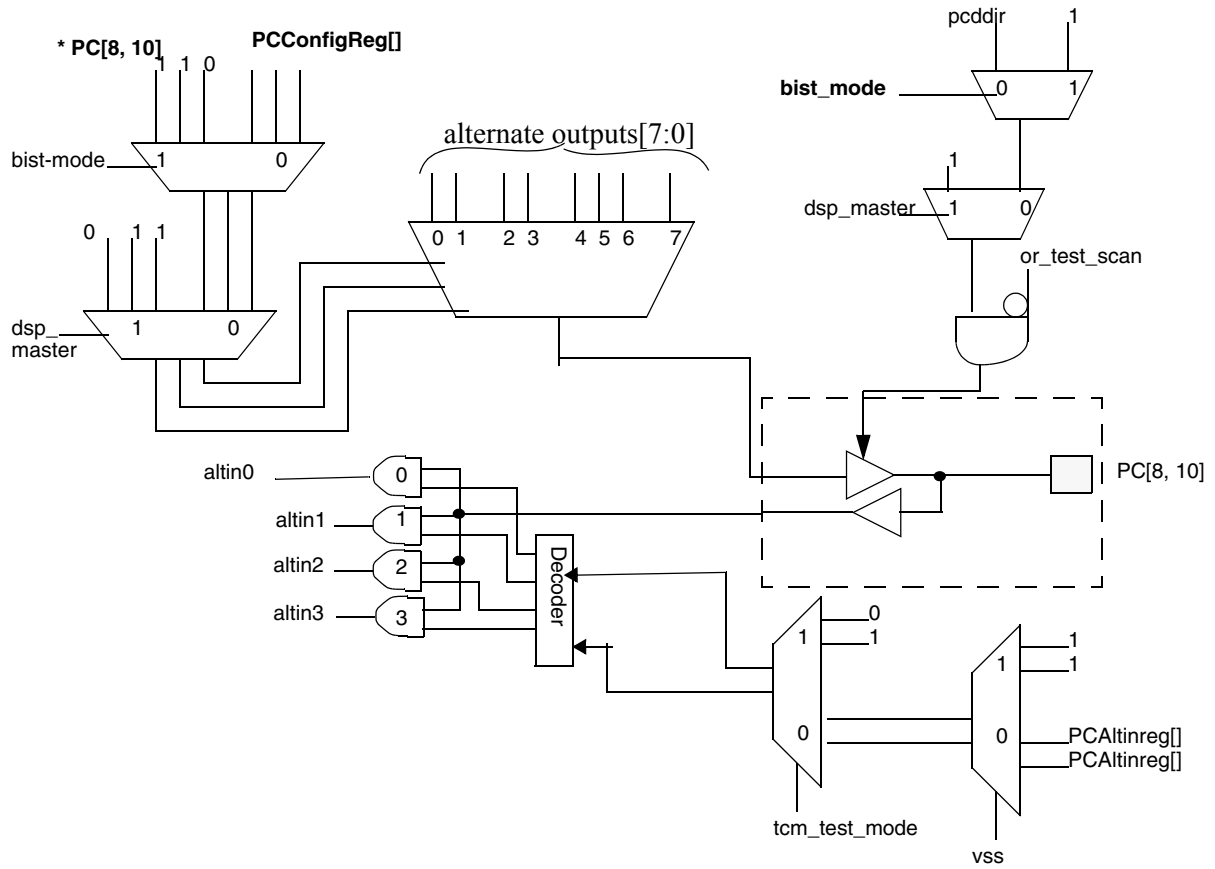 pcddir 1
* PC[8, 10] PCConfigReg[]
1 1 0
bist_mode 0 1
alternate outputs[7:0]
bist-mode 1 0
1
dsp_master 1 0
0 1 1
0 1 2 3 4 5 6 7
or_test_scan
dsp_
master
1 0
altin0 0
PC[8, 10]
altin1 1
altin2 2
altin3 3
Decoder
0
1
1
1
1
1
0
0
PCAltinreg[]
PCAltinreg[]
tcm_test_mode
vss